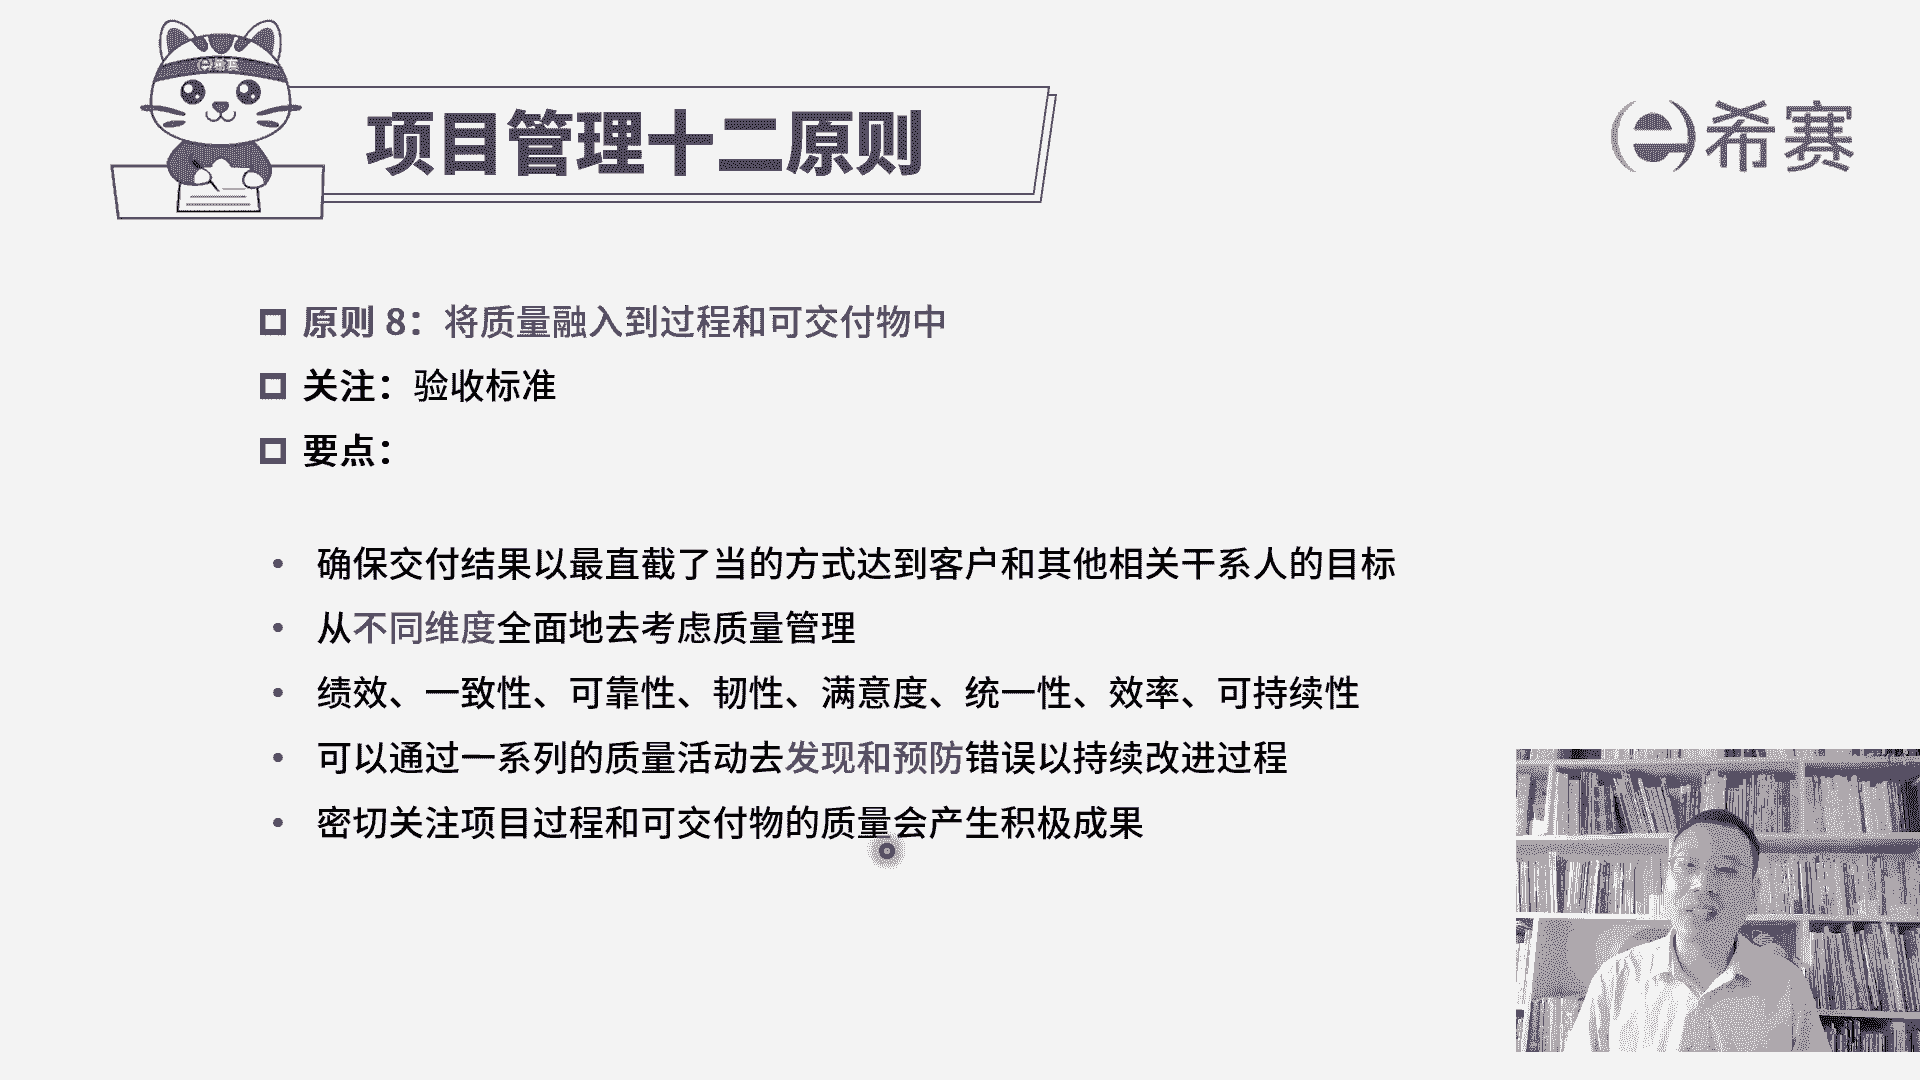 希赛
项目管理十二原则
希赛
原则 8：将质量融入到过程和可交付物中
关注：验收标准
要点：
• 确保交付结果以最直截了当的方式达到客户和其他相关干系人的目标
• 从不同维度全面地去考虑质量管理
• 绩效、一致性、可靠性、韧性、满意度、统一性、效率、可持续性
• 可以通过一系列的质量活动去发现和预防错误以持续改进过程
• 密切关注项目过程和可交付物的质量会产生积极成果